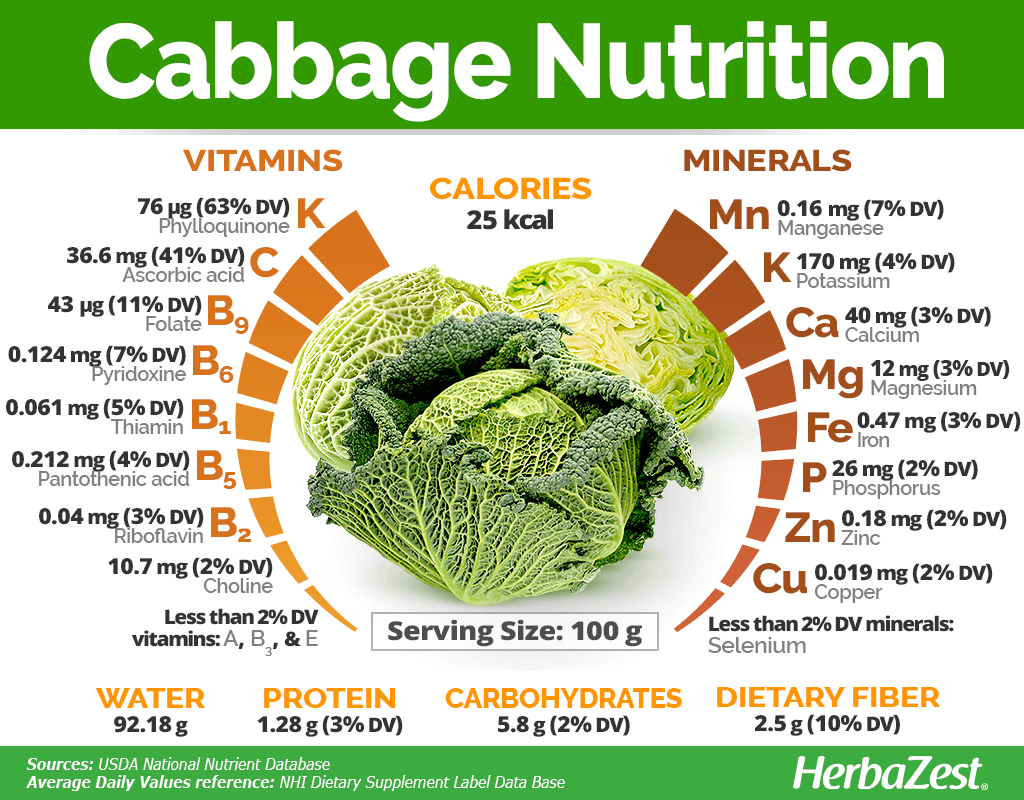 Cabbage Nutrition
VITAMINS
76 µg (63% DV) K
Phylloquinone
36.6 mg (41% DV) C
Ascorbic acid
43 µg (11% DV) B9
Folate
0.124 mg (7% DV) B6
Pyridoxine
0.061 mg (5% DV) B1
Thiamin
0.212 mg (4% DV) B5
Pantothenic acid
0.04 mg (3% DV) B2
Riboflavin
10.7 mg (2% DV)
Choline
Less than 2% DV
vitamins: A, B3, & E
CALORIES
25 kcal
MINERALS
Mn 0.16 mg (7% DV)
Manganese
K 170 mg (4% DV)
Potassium
Ca 40 mg (3% DV)
Calcium
Mg 12 mg (3% DV)
Magnesium
Fe 0.47 mg (3% DV)
Iron
P 26 mg (2% DV)
Phosphorus
Zn 0.18 mg (2% DV)
Zinc
Cu 0.019 mg (2% DV)
Copper
Less than 2% DV minerals:
Selenium
Serving Size: 100 g
WATER
92.18 g
PROTEIN
1.28 g (3% DV)
CARBOHYDRATES
5.8 g (2% DV)
DIETARY FIBER
2.5 g (10% DV)
Sources: USDA National Nutrient Database
Average Daily Values reference: NHI Dietary Supplement Label Data Base
HerbaZest®